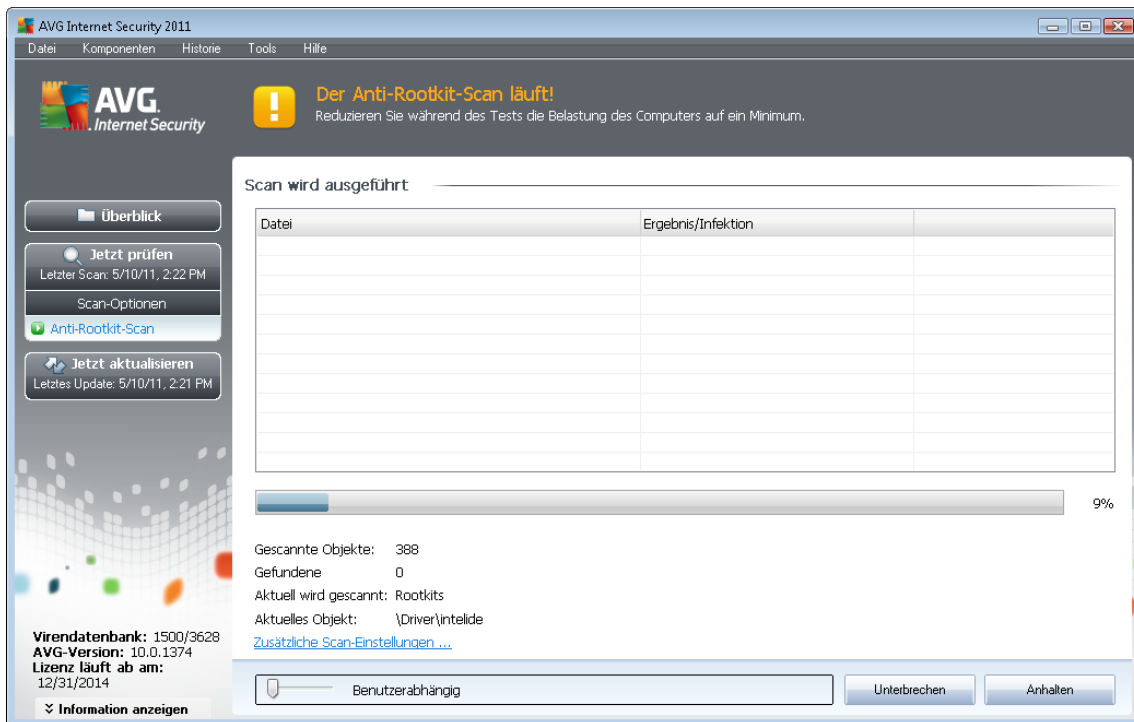 AVG Internet Security 2011
Datei Komponenten Historie Tools Hilfe
AVG.
Internet Security
Der Anti-Rootkit-Scan läuft!
Reduzieren Sie während des Tests die Belastung des Computers auf ein Minimum.
Überblick
Jetzt prüfen
Letzter Scan: 5/10/11, 2:22 PM
Scan-Optionen
Anti-Rootkit-Scan
Jetzt aktualisieren
Letztes Update: 5/10/11, 2:21 PM
Virendatenbank: 1500/3628
AVG-Version: 10.0.1374
Lizenz läuft ab am:
12/31/2014
Information anzeigen
Scan wird ausgeführt
Datei Ergebnis/Infektion
9%
Gescannte Objekte: 388
Gefundene 0
Aktuell wird gescannt: Rootkits
Aktuelles Objekt: \Driver\intelide
Zusätzliche Scan-Einstellungen ...
Benutzerabhängig
Unterbrechen Anhalten